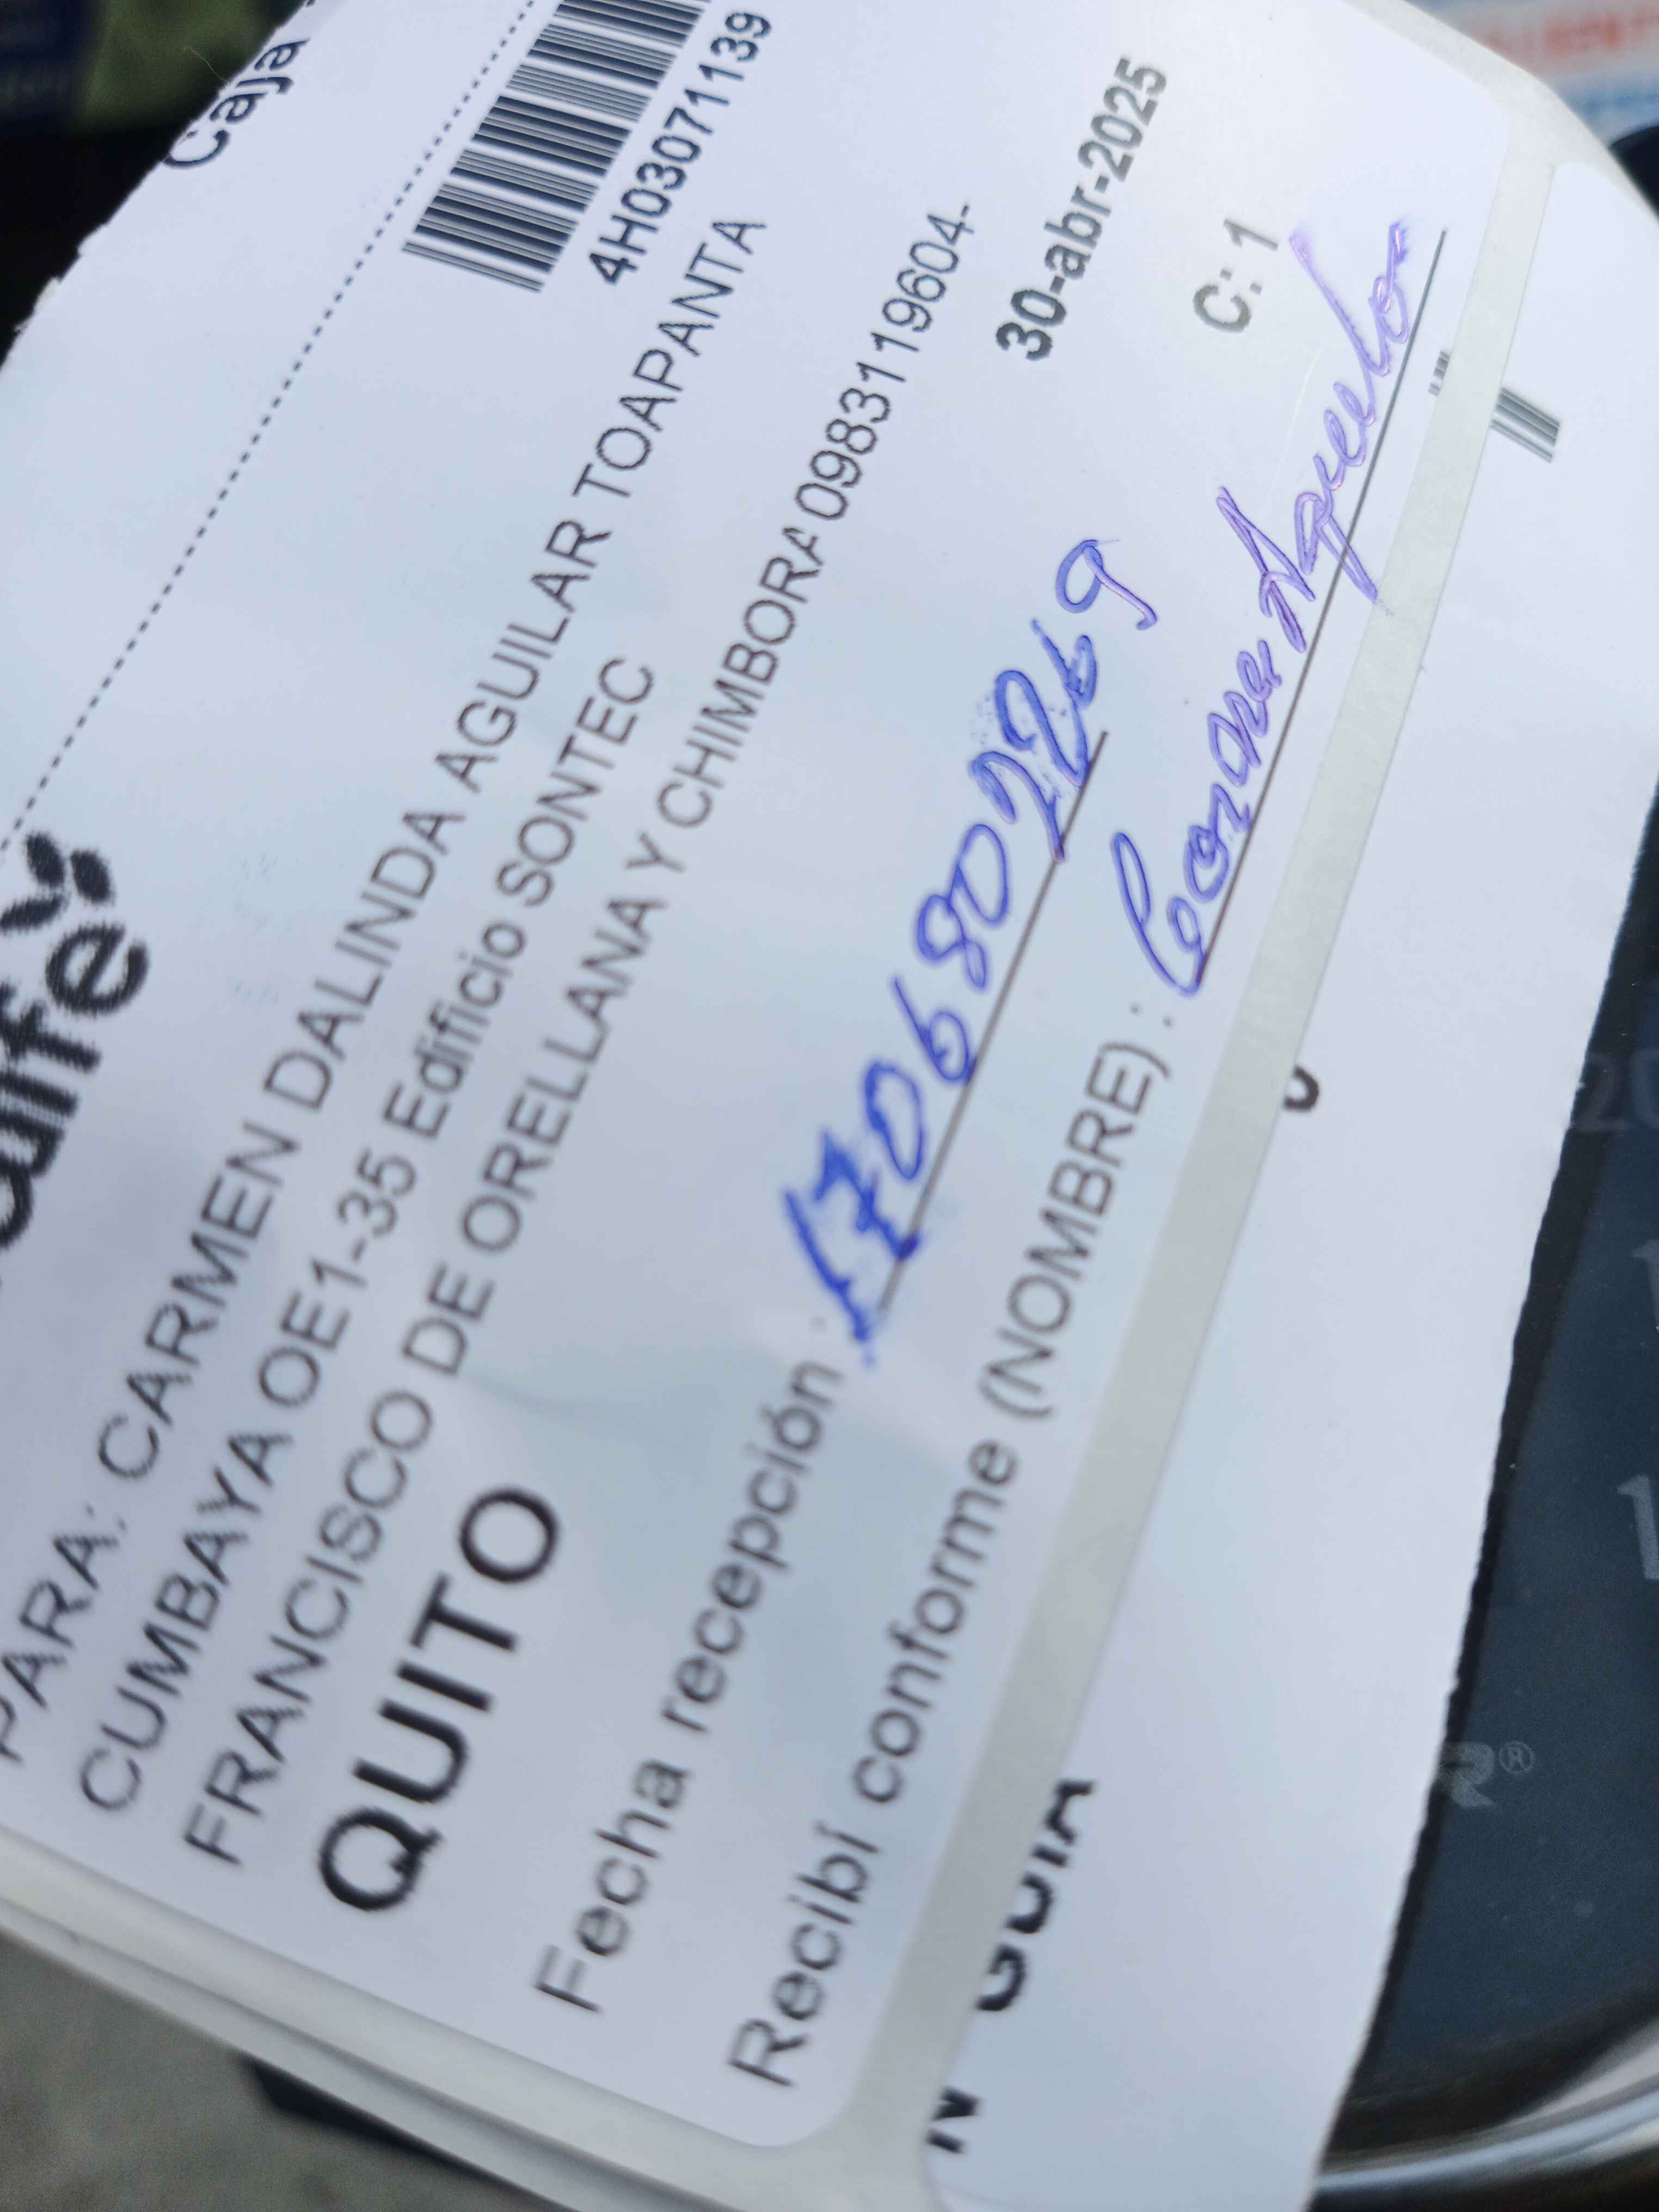 Caja
4H03071139
PARA: CARMEN DALINDA AGUILAR TOAPANTA
CUMBAYA OE1-35 Edificio SONTEC
FRANCISCO DE ORELLANA Y CHIMBORA 0983119604-
QUITO
30-abr-2025
Fecha recepción : 1706802269
C: 1
Recibí conforme (NOMBRE) :